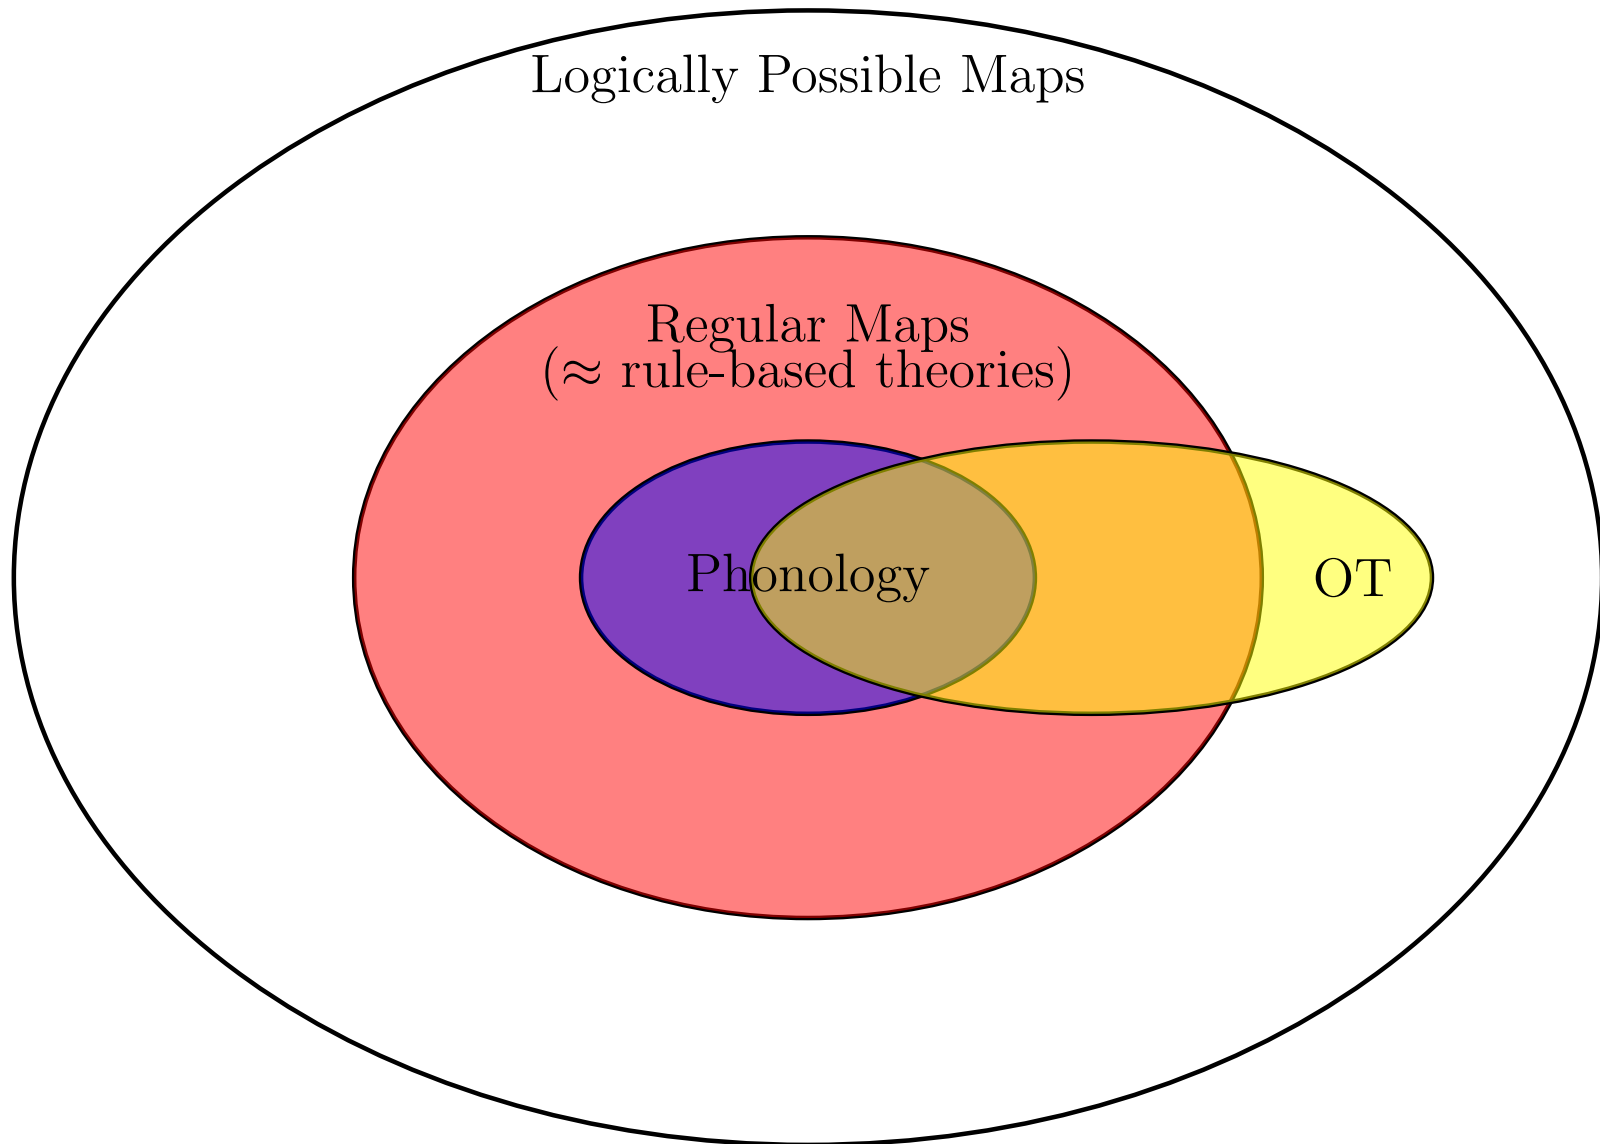 Logically Possible Maps
Regular Maps
(≈ rule-based theories)
Phonology
OT